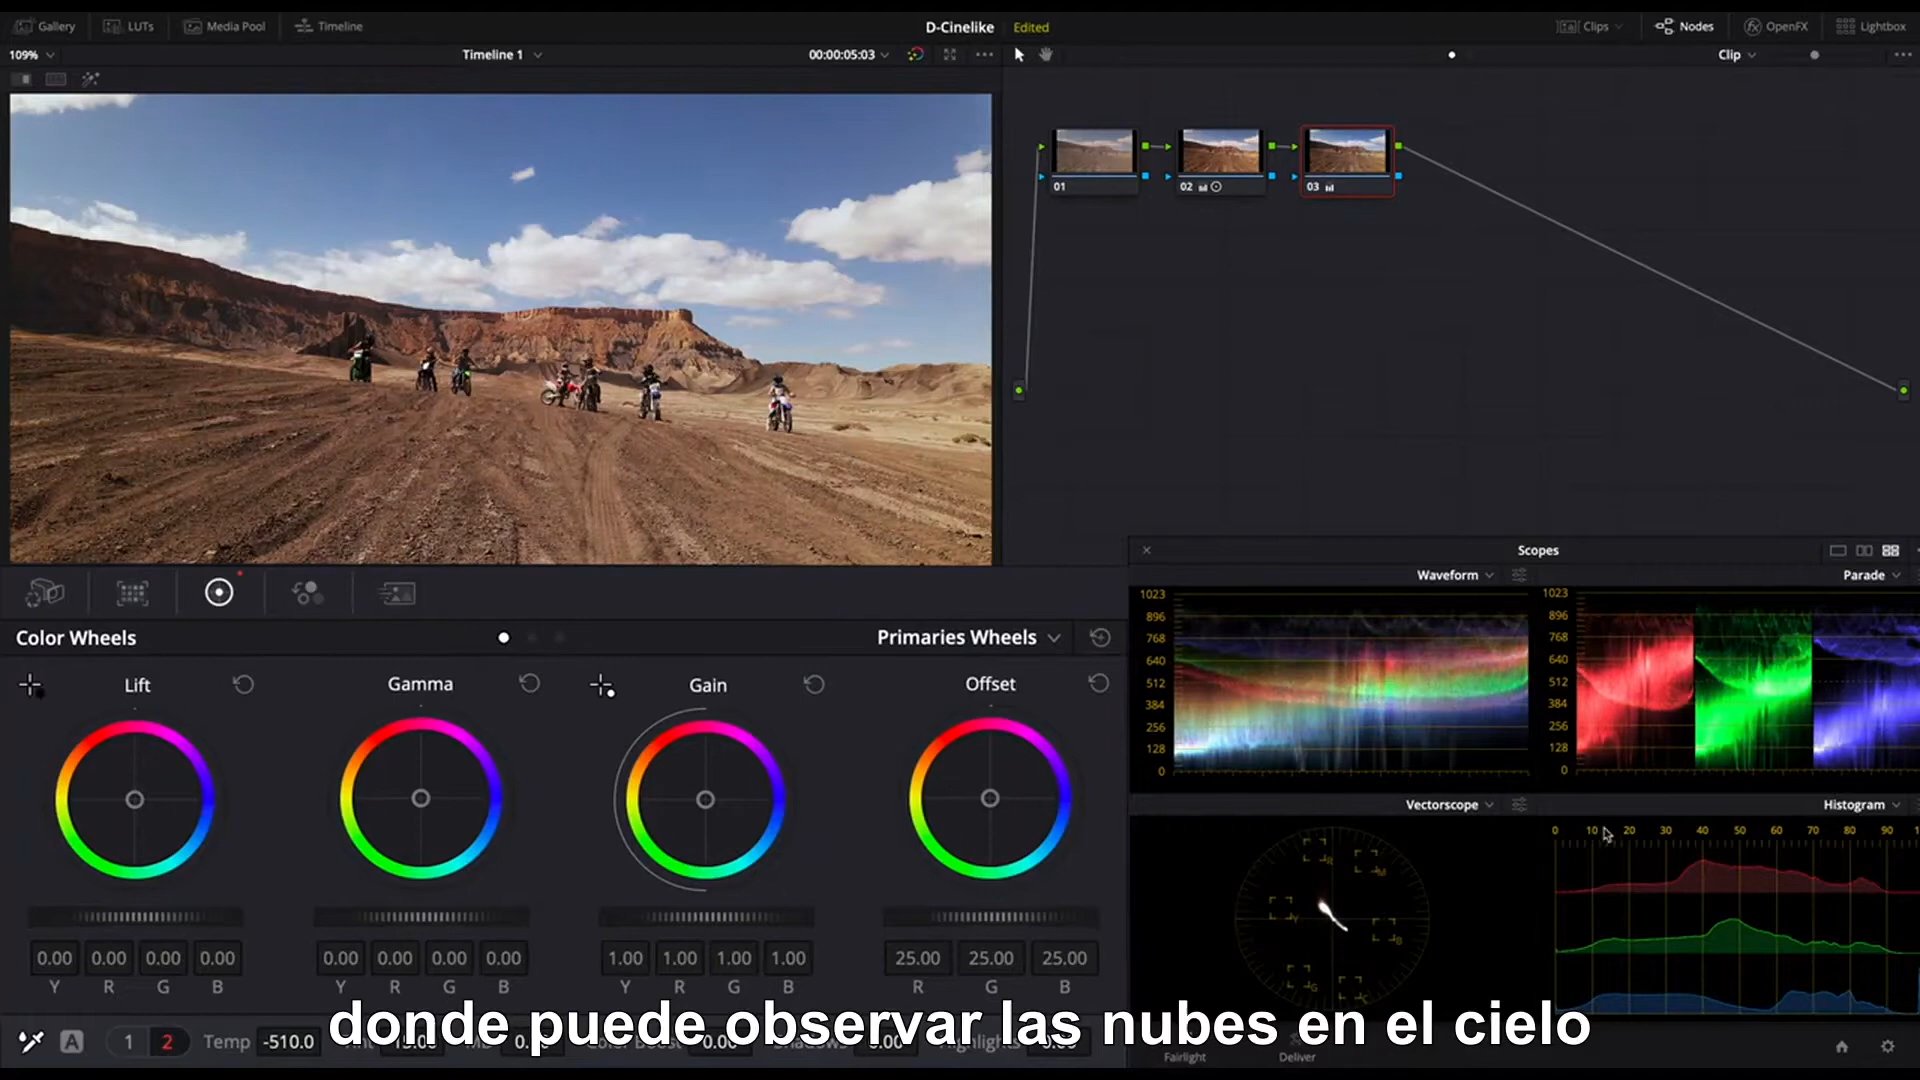 Gallery LUTs Media Pool Timeline D-Cinelike Edited Clips Nodes OpenFX Lightbox
109% Timeline 1 00:00:05:03 Clip
01 02 03
Scopes
Waveform Parade
1023 1023
896 896
768 768
640 640
512 512
384 384
256 256
128 128
0 0
Color Wheels Primaries Wheels
Lift Gamma Gain Offset
Vectorscope Histogram
0 10 20 30 40 50 60 70 80 90
R M
Y B
G C
0.00 0.00 0.00 0.00 0.00 0.00 0.00 0.00 1.00 1.00 1.00 1.00 25.00 25.00 25.00
Y R G B Y R G B Y R G B R G B
donde puede observar las nubes en el cielo
A 1 2 Temp -510.0
Fairlight Deliver